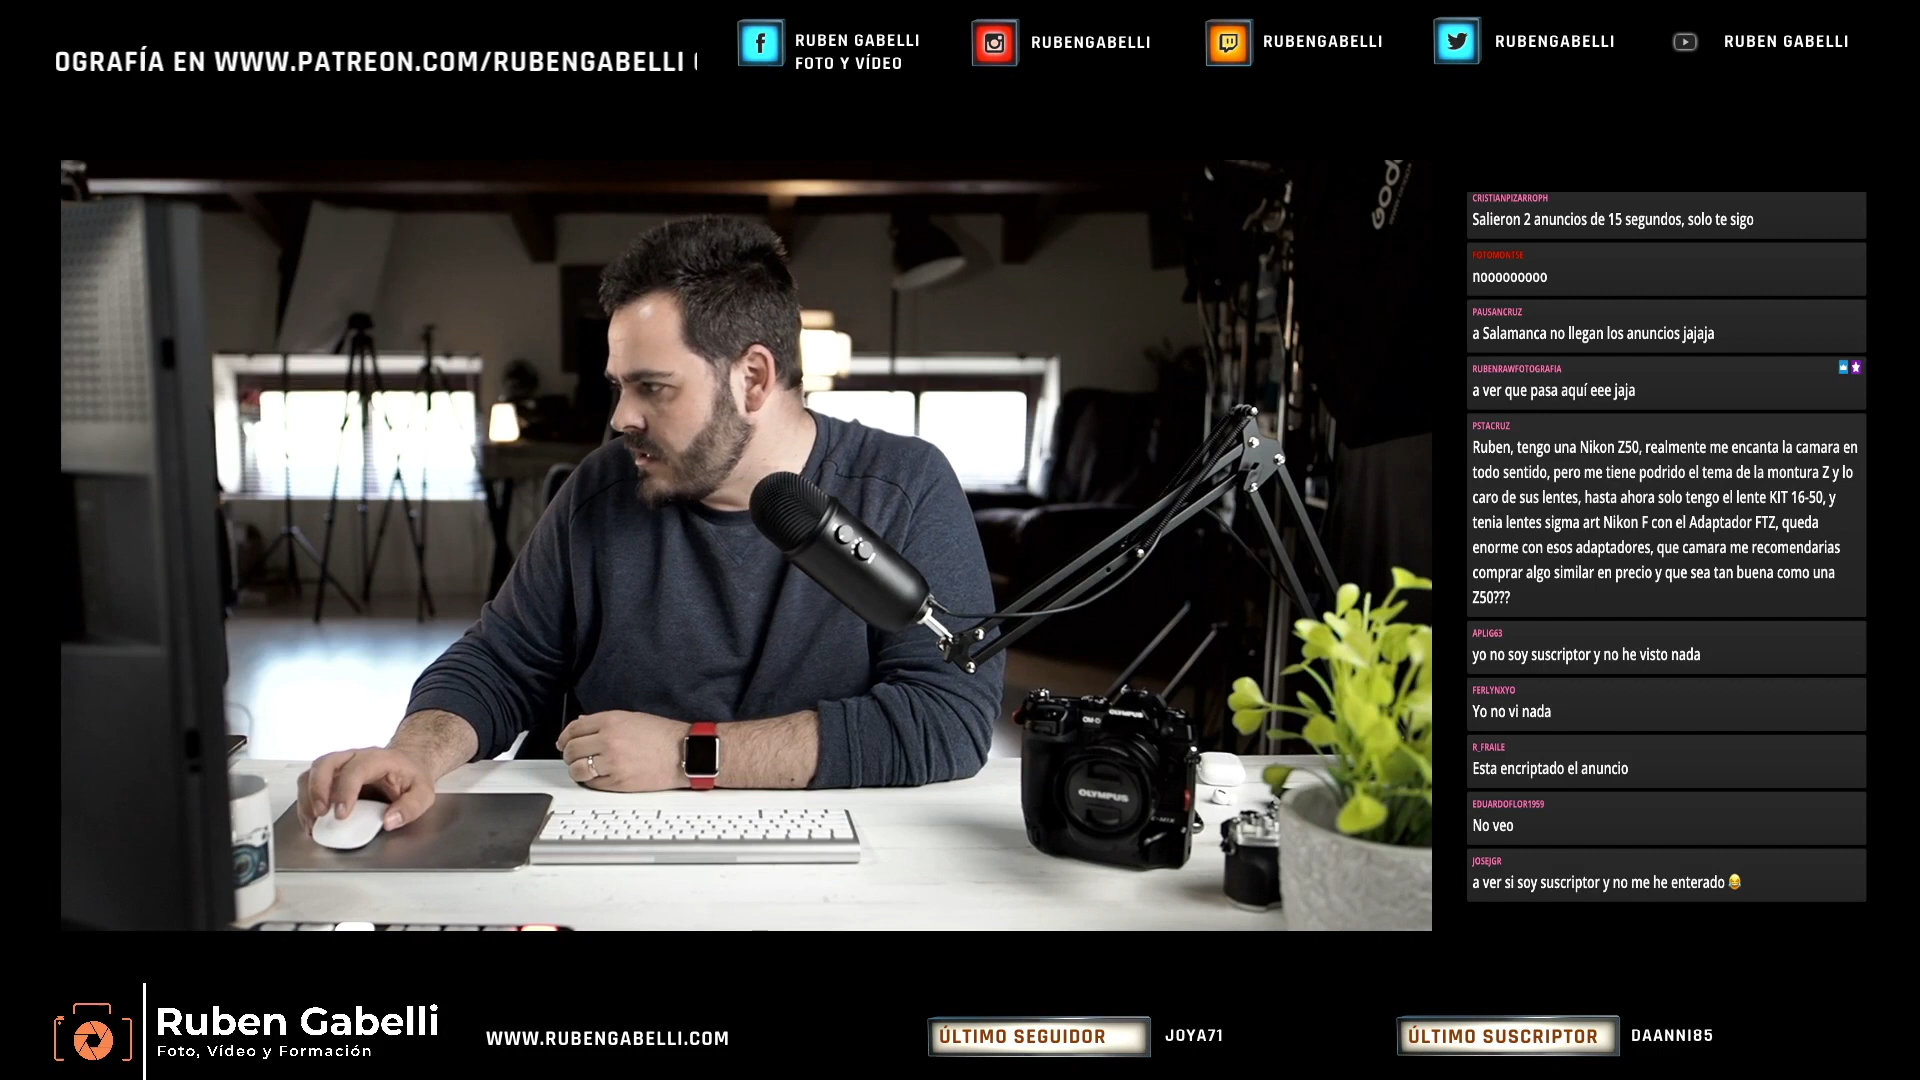 OGRAFÍA EN WWW.PATREON.COM/RUBENGABELLI
RUBEN GABELLI
FOTO Y VÍDEO
RUBENGABELLI
RUBENGABELLI
RUBENGABELLI
RUBEN GABELLI
CRISTIANPIZARROPH
Salieron 2 anuncios de 15 segundos, solo te sigo
FOTOMONTSE
nooooooooo
PAUSANCRUZ
a Salamanca no llegan los anuncios jajaja
RUBENRAWFOTOGRAFIA
a ver que pasa aquí eee jaja
PSTACRUZ
Ruben, tengo una Nikon Z50, realmente me encanta la camara en
todo sentido, pero me tiene podrido el tema de la montura Z y lo
caro de sus lentes, hasta ahora solo tengo el lente KIT 16-50, y
tenia lentes sigma art Nikon F con el Adaptador FTZ, queda
enorme con esos adaptadores, que camara me recomendarias
comprar algo similar en precio y que sea tan buena como una
Z50???
APLIG63
yo no soy suscriptor y no he visto nada
FERLYNXYO
Yo no vi nada
R_FRAILE
Esta encriptado el anuncio
EDUARDOFLOR1959
No veo
JOSEJGR
a ver si soy suscriptor y no me he enterado 😂
OLYMPUS
OM-D
OLYMPUS
Ruben Gabelli
Foto, Vídeo y Formación
WWW.RUBENGABELLI.COM
ÚLTIMO SEGUIDOR
JOYA71
ÚLTIMO SUSCRIPTOR
DAANNI85